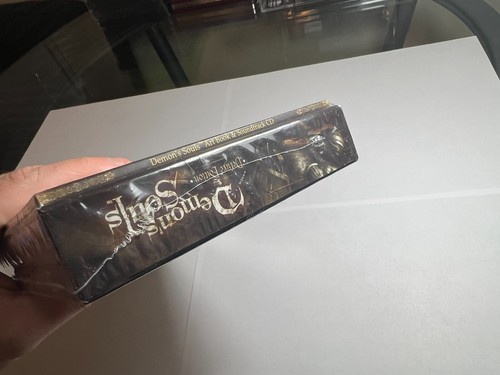 Demon's Souls Art Book & Soundtrack CD
Demon's
Souls
•Deluxe Edition•